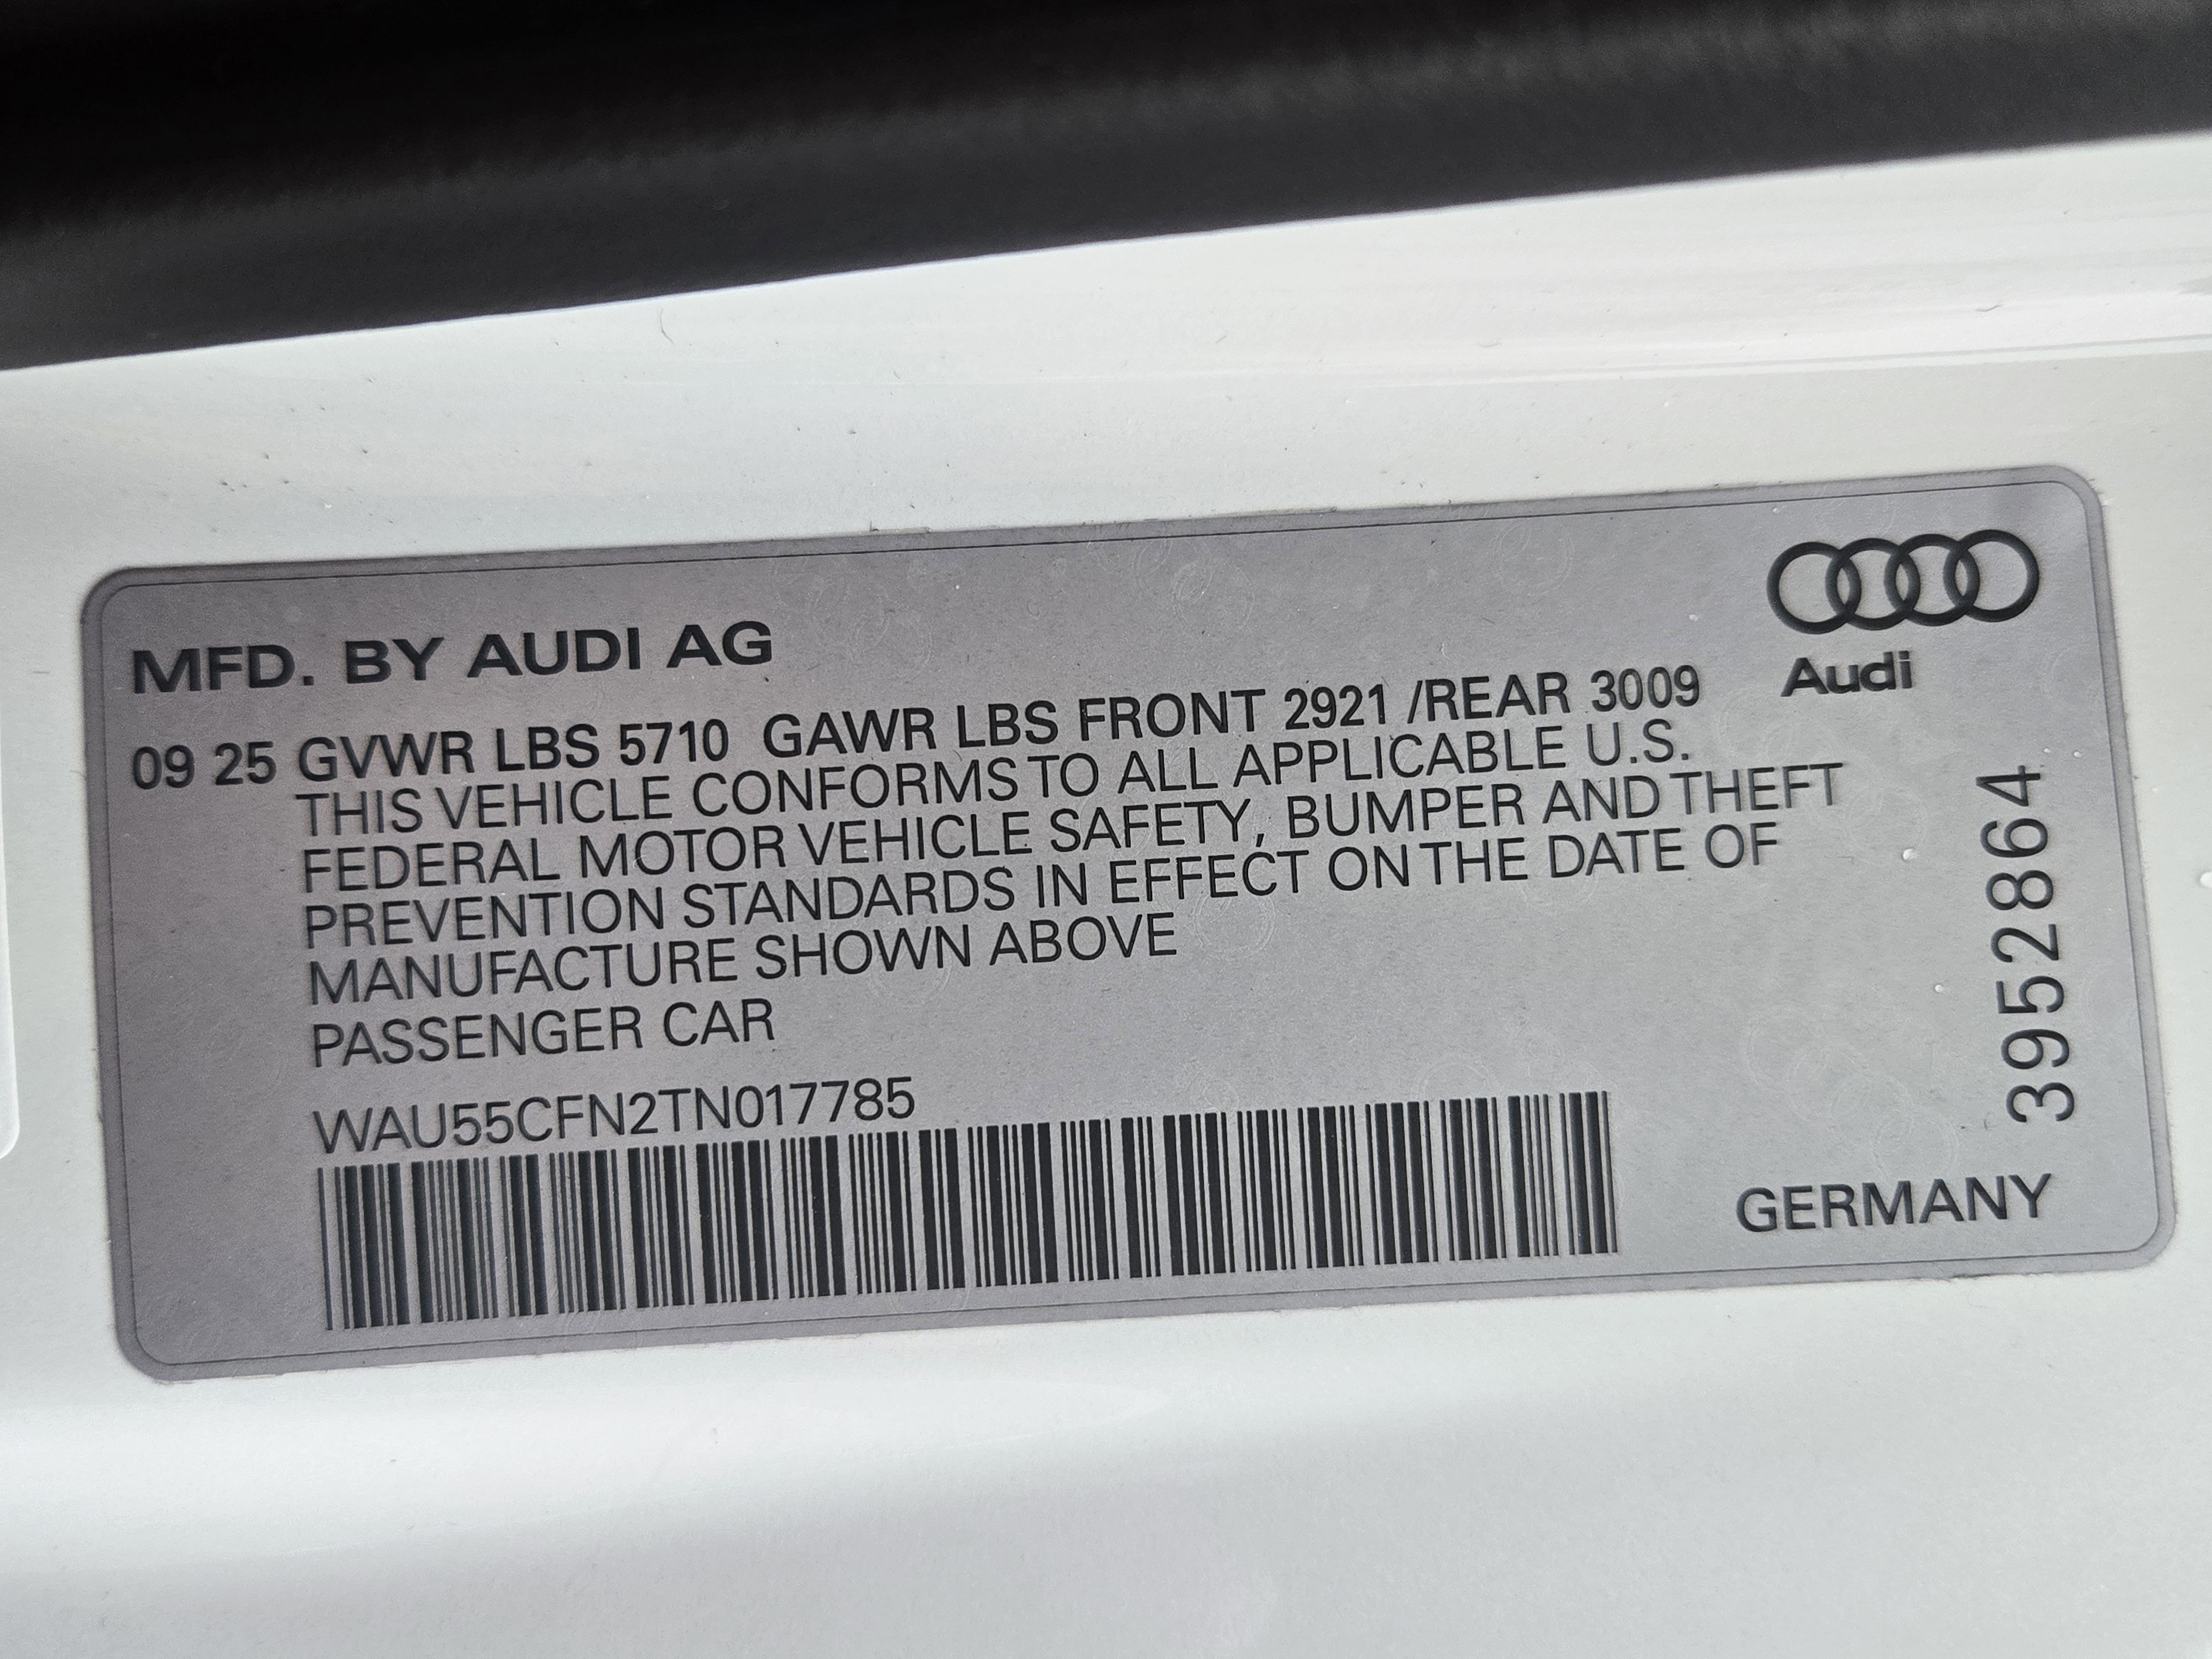 MFD. BY AUDI AG
Audi
09 25 GVWR LBS 5710 GAWR LBS FRONT 2921 /REAR 3009
THIS VEHICLE CONFORMS TO ALL APPLICABLE U.S.
FEDERAL MOTOR VEHICLE SAFETY, BUMPER AND THEFT
PREVENTION STANDARDS IN EFFECT ON THE DATE OF
MANUFACTURE SHOWN ABOVE
PASSENGER CAR
WAU55CFN2TN017785
3952864
GERMANY